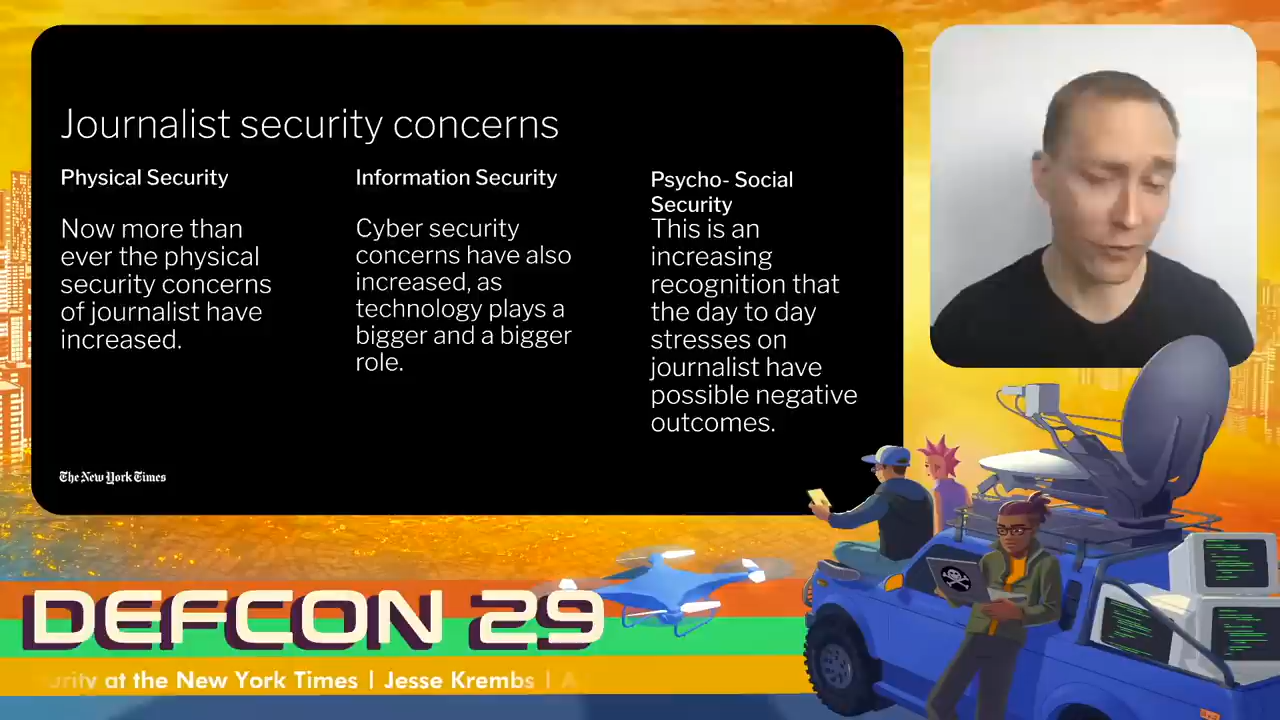 Journalist security concerns
Physical Security
Now more than
ever the physical
security concerns
of journalist have
increased.
Information Security
Cyber security
concerns have also
increased, as
technology plays a
bigger and a bigger
role.
Psycho- Social
Security
This is an
increasing
recognition that
the day to day
stresses on
journalist have
possible negative
outcomes.
The New York Times
DEFCON 29
at the New York Times | Jesse Krembs |